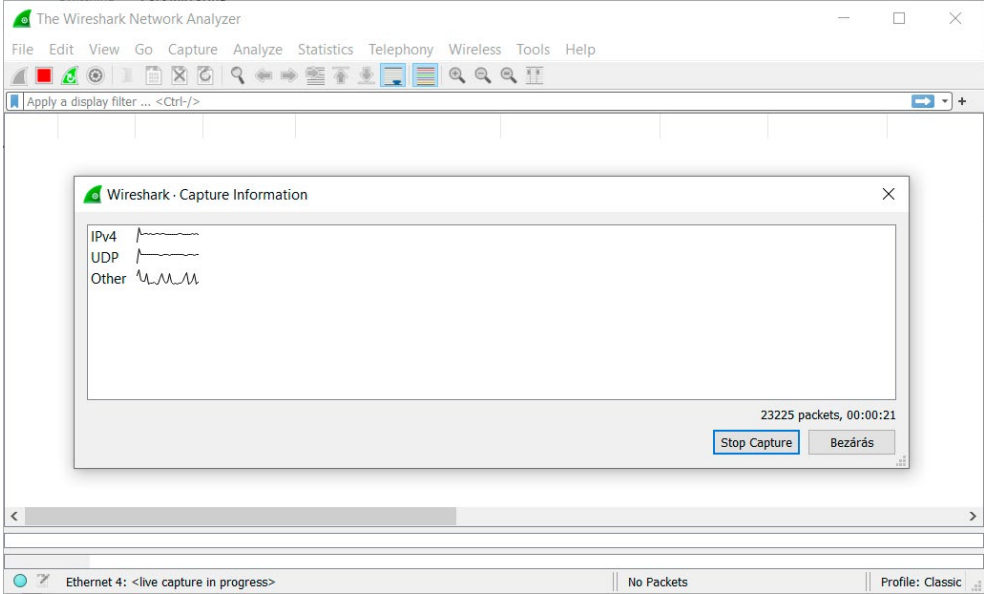 The Wireshark Network Analyzer
File Edit View Go Capture Analyze Statistics Telephony Wireless Tools Help
Apply a display filter ... <Ctrl-/>
Wireshark · Capture Information
IPv4
UDP
Other
23225 packets, 00:00:21
Stop Capture Bezárás
Ethernet 4: <live capture in progress> No Packets Profile: Classic